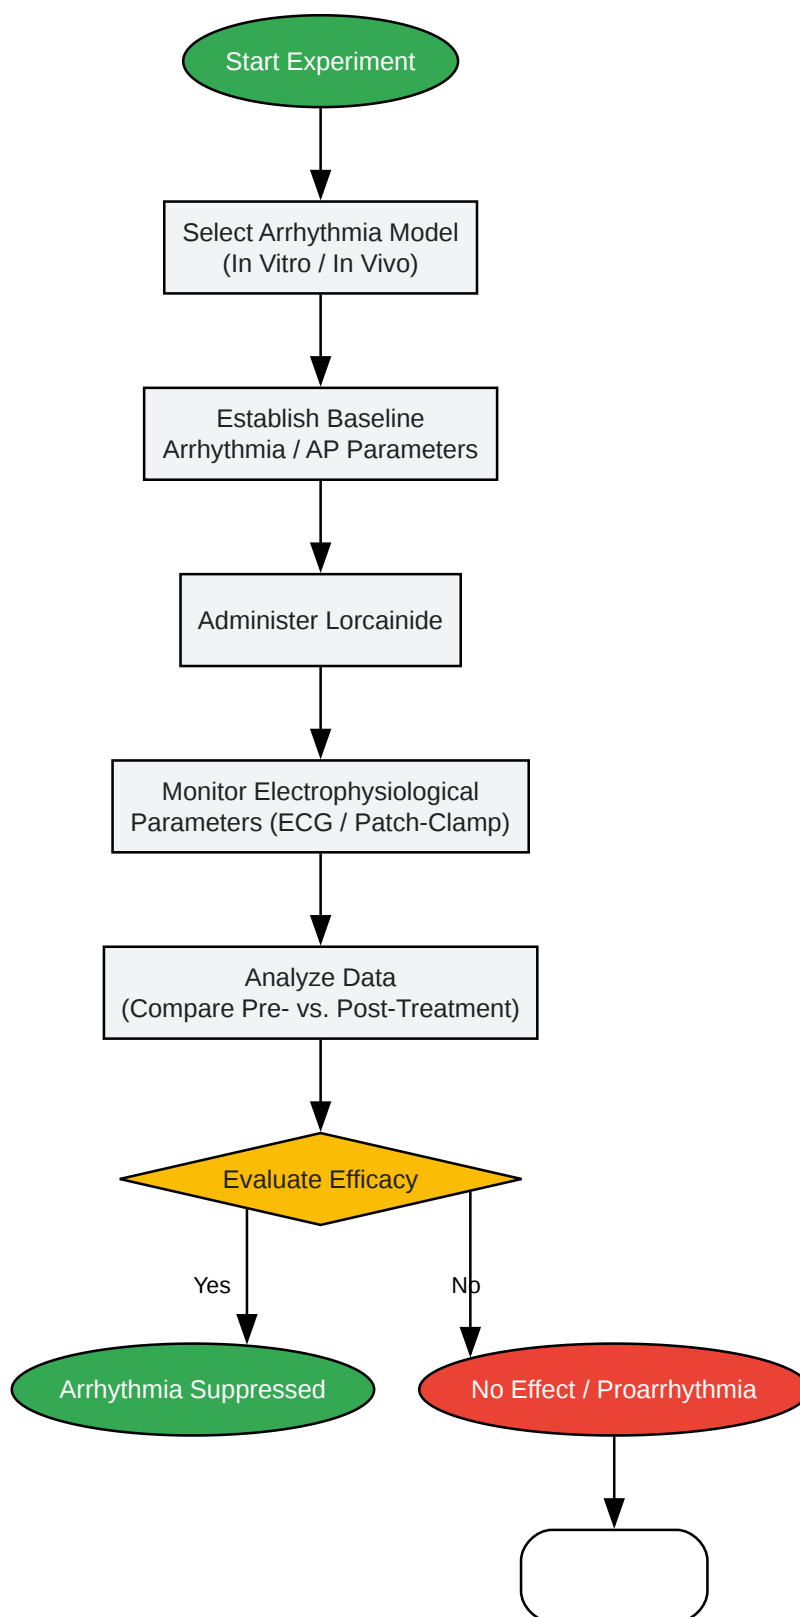 Start Experiment
Select Arrhythmia Model
(In Vitro / In Vivo)
Establish Baseline
Arrhythmia / AP Parameters
Administer Lorcainide
Monitor Electrophysiological
Parameters (ECG / Patch-Clamp)
Analyze Data
(Compare Pre- vs. Post-Treatment)
Evaluate Efficacy
Yes
No
Arrhythmia Suppressed
No Effect / Proarrhythmia